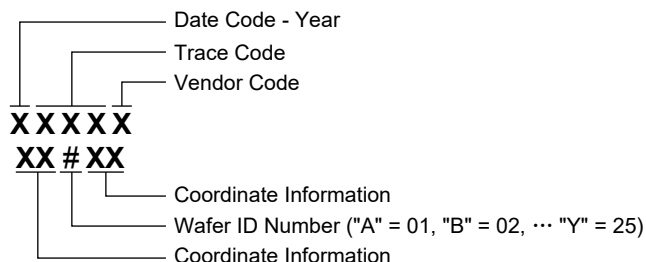 Date Code - Year
Trace Code
Vendor Code
X X X X X
XX # XX
Coordinate Information
Wafer ID Number ("A" = 01, "B" = 02, ··· "Y" = 25)
Coordinate Information